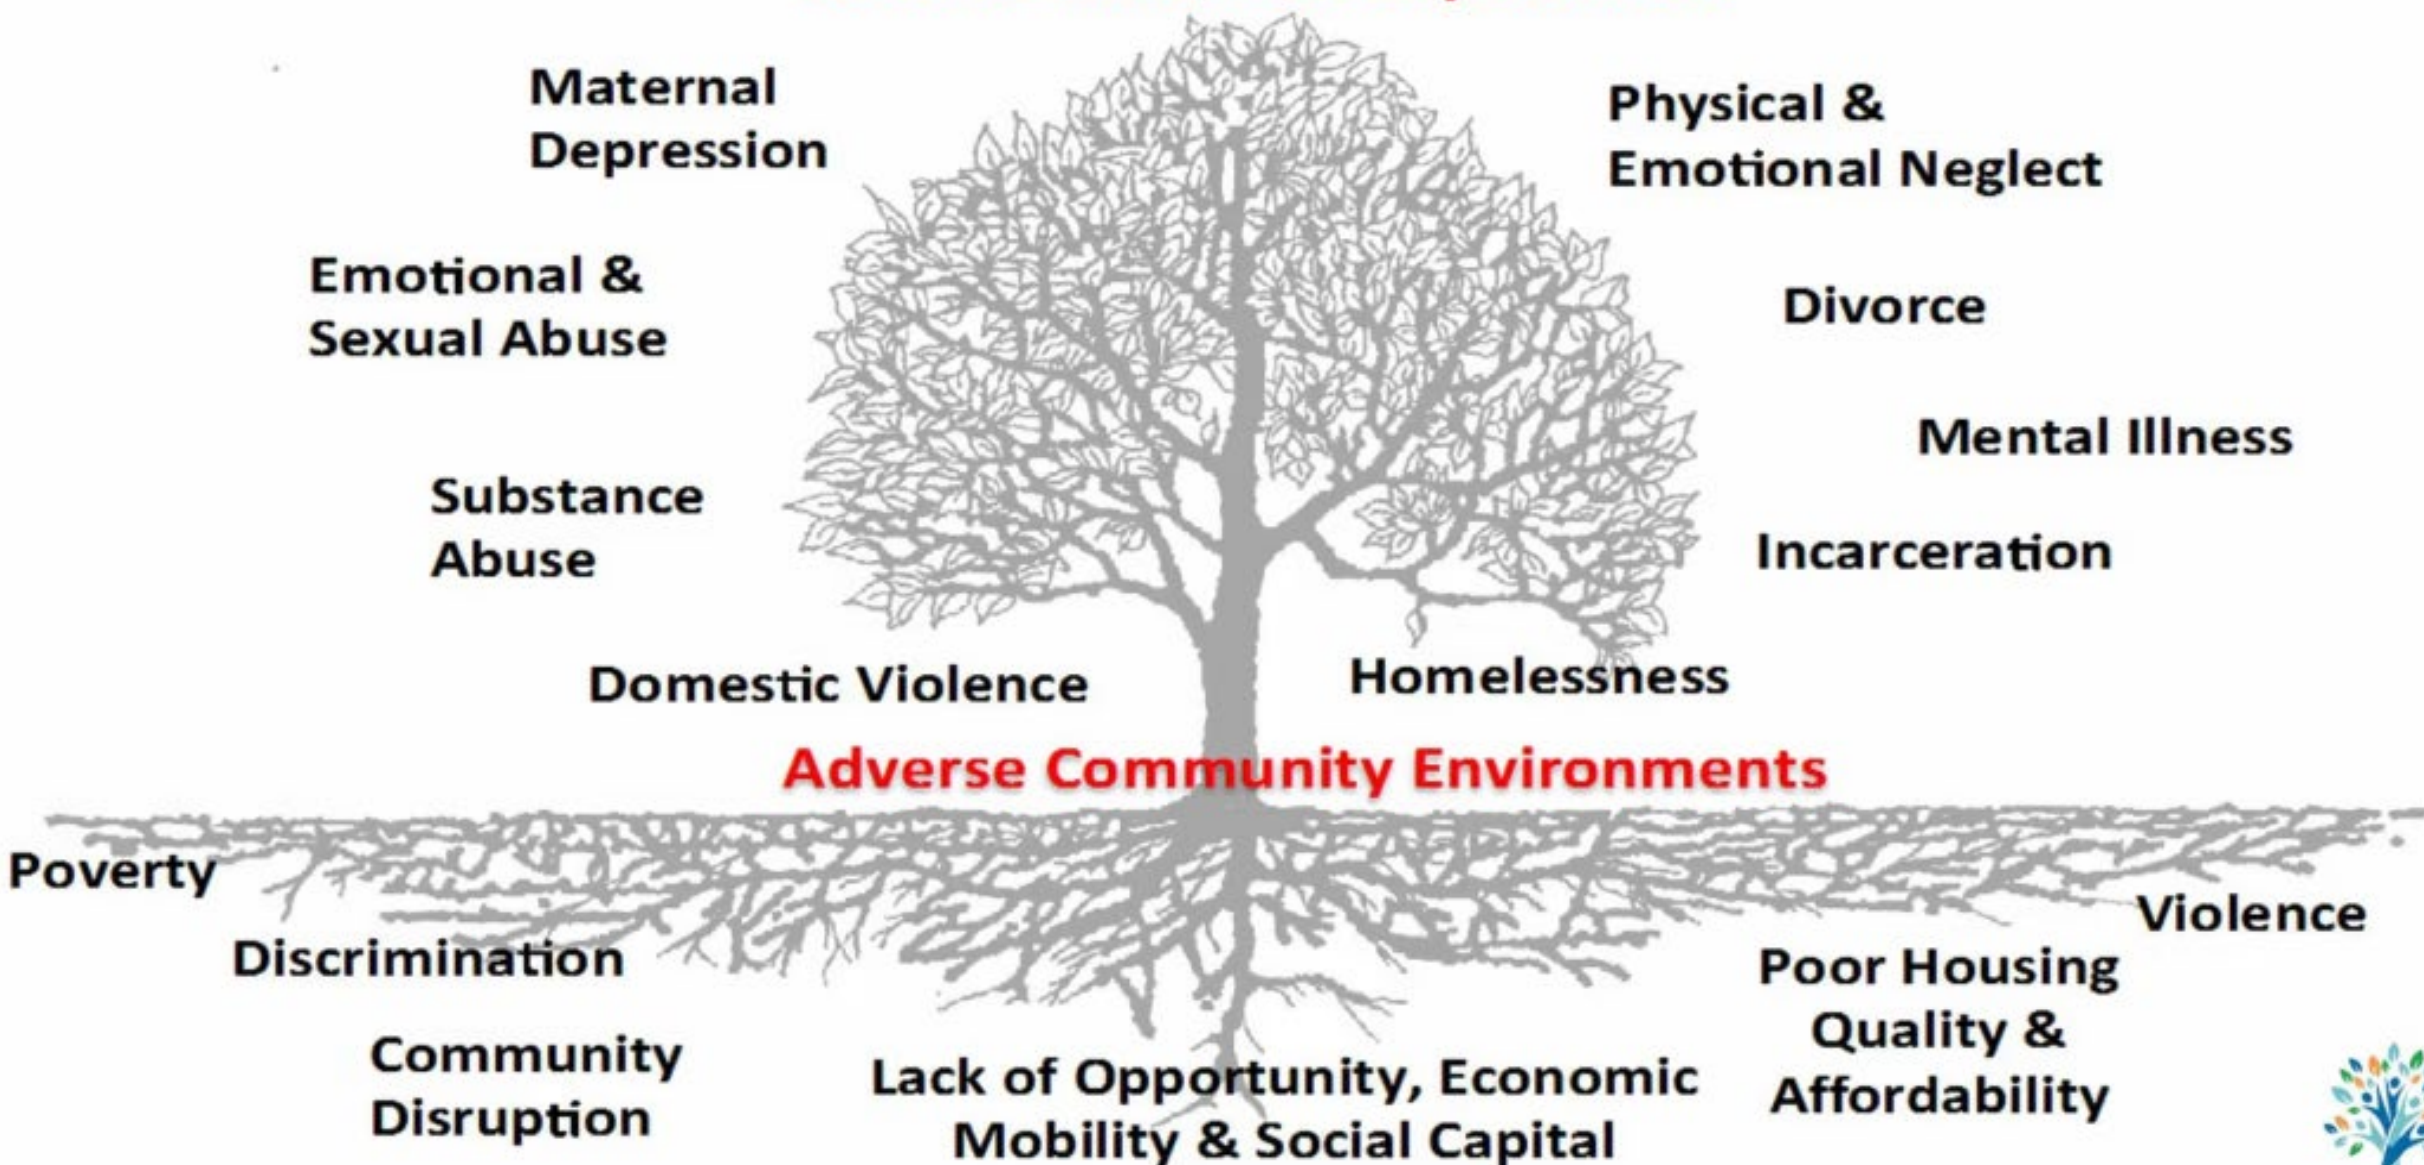 Maternal
Depression
Physical &
Emotional Neglect
Emotional &
Sexual Abuse
Divorce
Mental Illness
Substance
Abuse
Incarceration
Domestic Violence
Homelessness
Adverse Community Environments
Poverty
Violence
Discrimination
Poor Housing
Quality &
Affordability
Community
Disruption
Lack of Opportunity, Economic
Mobility & Social Capital